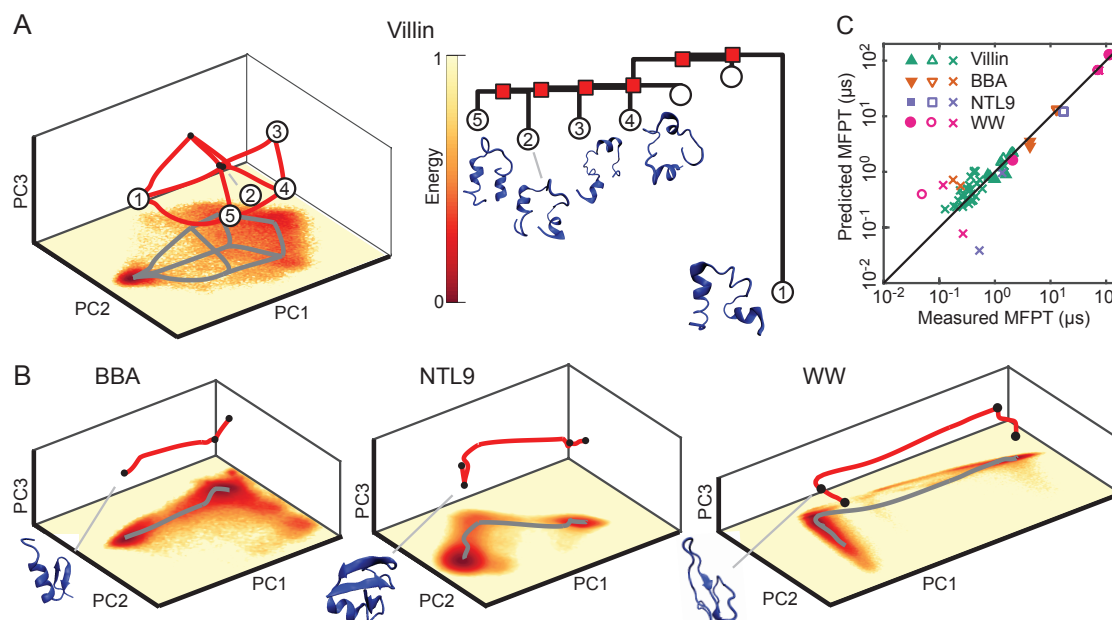 A
Villin
C
PC3
PC2
PC1
1
2
3
4
5
1
Energy
0
5
2
3
4
1
Predicted MFPT (µs)
10²
10¹
10⁰
10⁻¹
10⁻²
10⁻² 10⁻¹ 10⁰ 10¹ 10
Measured MFPT (µs)
Villin
BBA
NTL9
WW
B
BBA
NTL9
WW
PC3
PC2
PC1
PC3
PC2
PC1
PC3
PC2
PC1